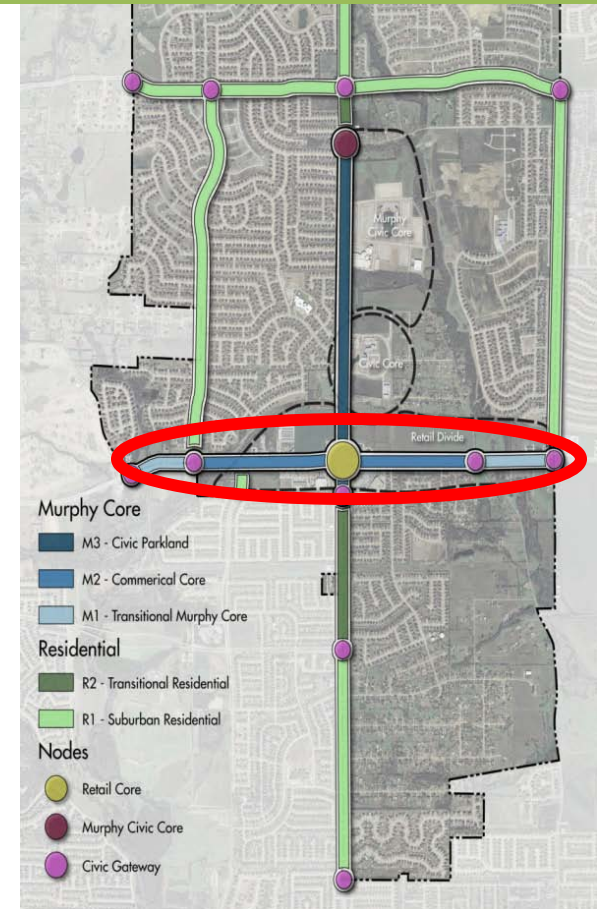 Murphy
Civic Core
Civic Core
Retail Divide
Murphy Core
M3 - Civic Parkland
M2 - Commerical Core
M1 - Transitional Murphy Core
Residential
R2 - Transitional Residential
R1 - Suburban Residential
Nodes
Retail Core
Murphy Civic Core
Civic Gateway